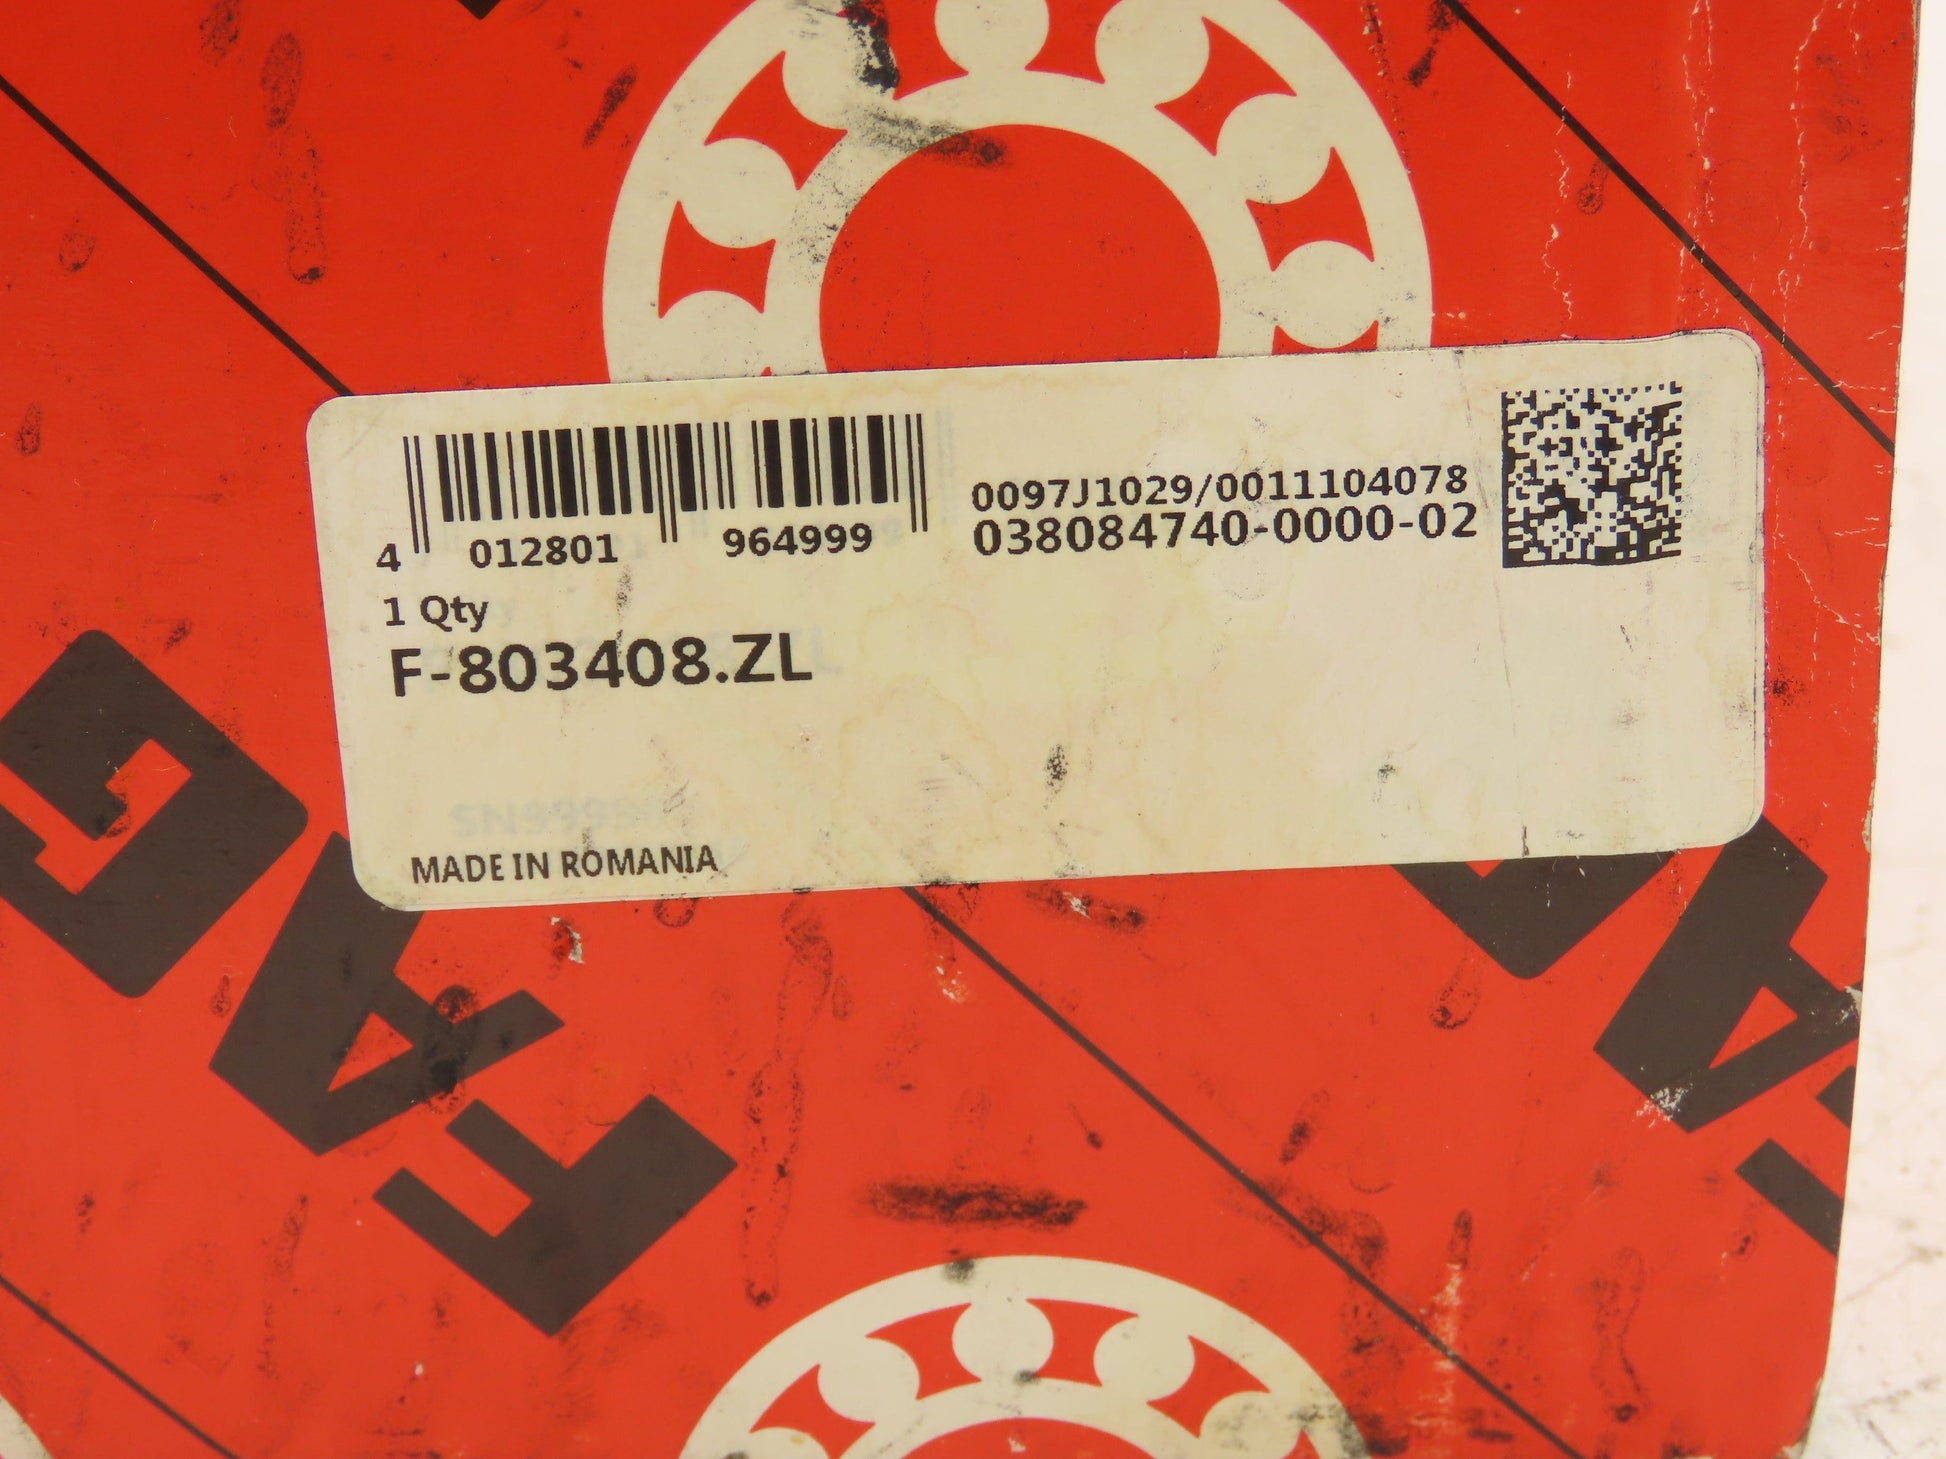 0097J1029/0011104078
038084740-0000-02
4 012801 964999
1 Qty
F-803408.ZL
MADE IN ROMANIA
FAG